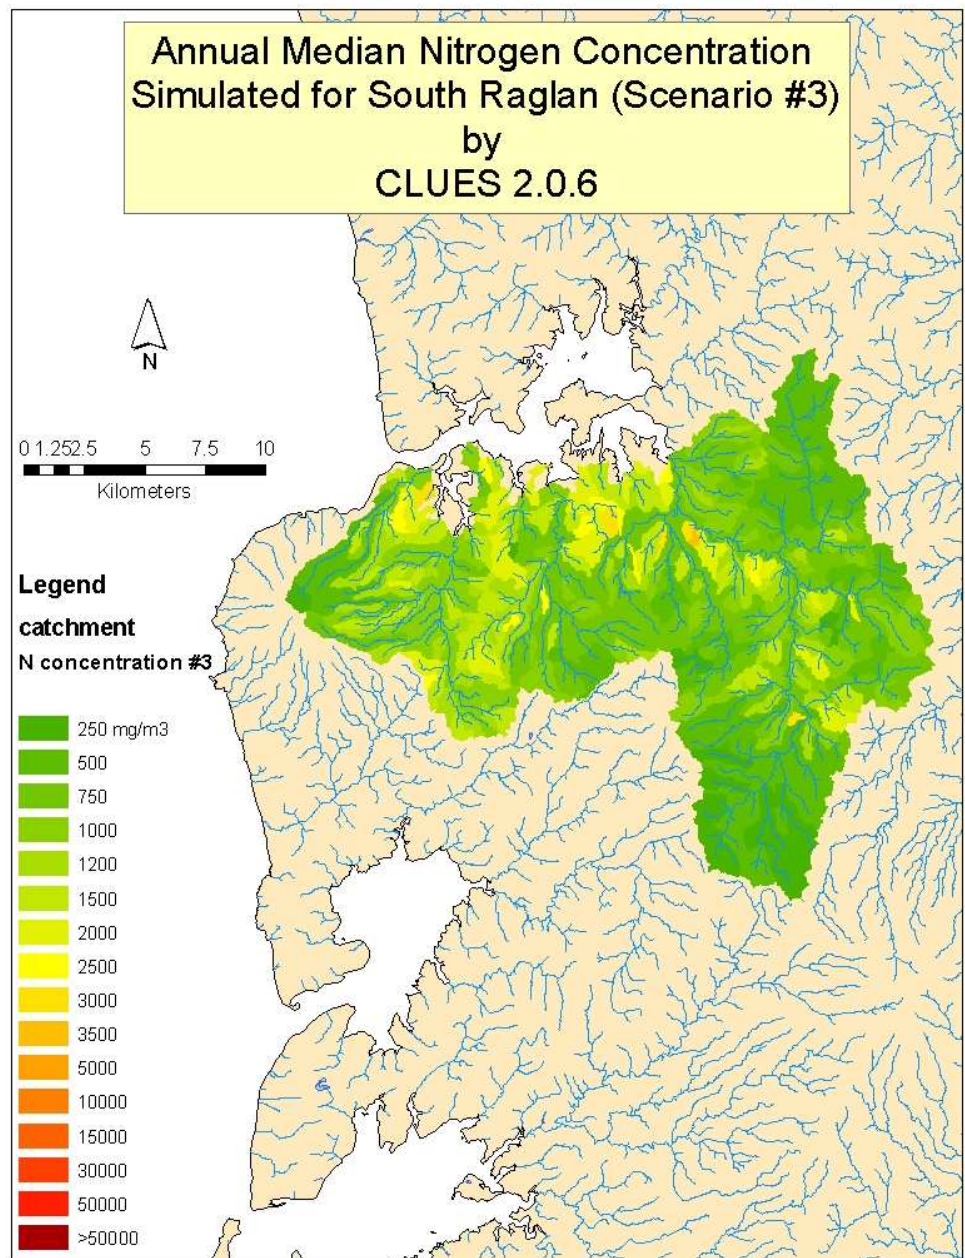 Annual Median Nitrogen Concentration
Simulated for South Raglan (Scenario #3)
by
CLUES 2.0.6
N
0 1.25 2.5 5 7.5 10
Kilometers
Legend
catchment
N concentration #3
250 mg/m3
500
750
1000
1200
1500
2000
2500
3000
3500
5000
10000
15000
30000
50000
>50000